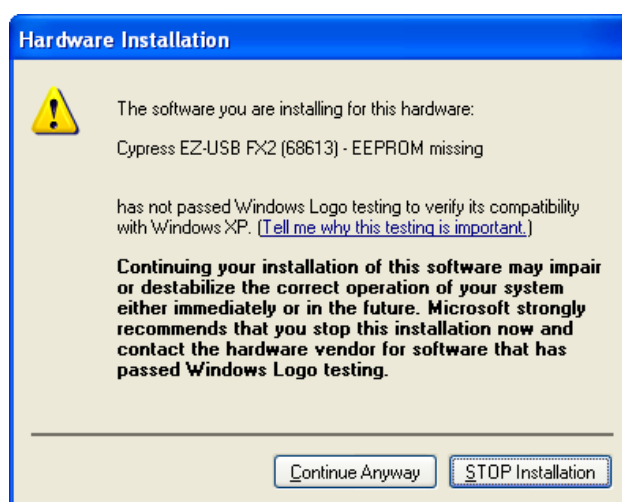 Hardware Installation
The software you are installing for this hardware:
Cypress EZ-USB FX2 (68613) - EEPROM missing
has not passed Windows Logo testing to verify its compatibility
with Windows XP. (Tell me why this testing is important.)
Continuing your installation of this software may impair
or destabilize the correct operation of your system
either immediately or in the future. Microsoft strongly
recommends that you stop this installation now and
contact the hardware vendor for software that has
passed Windows Logo testing.
Continue Anyway STOP Installation